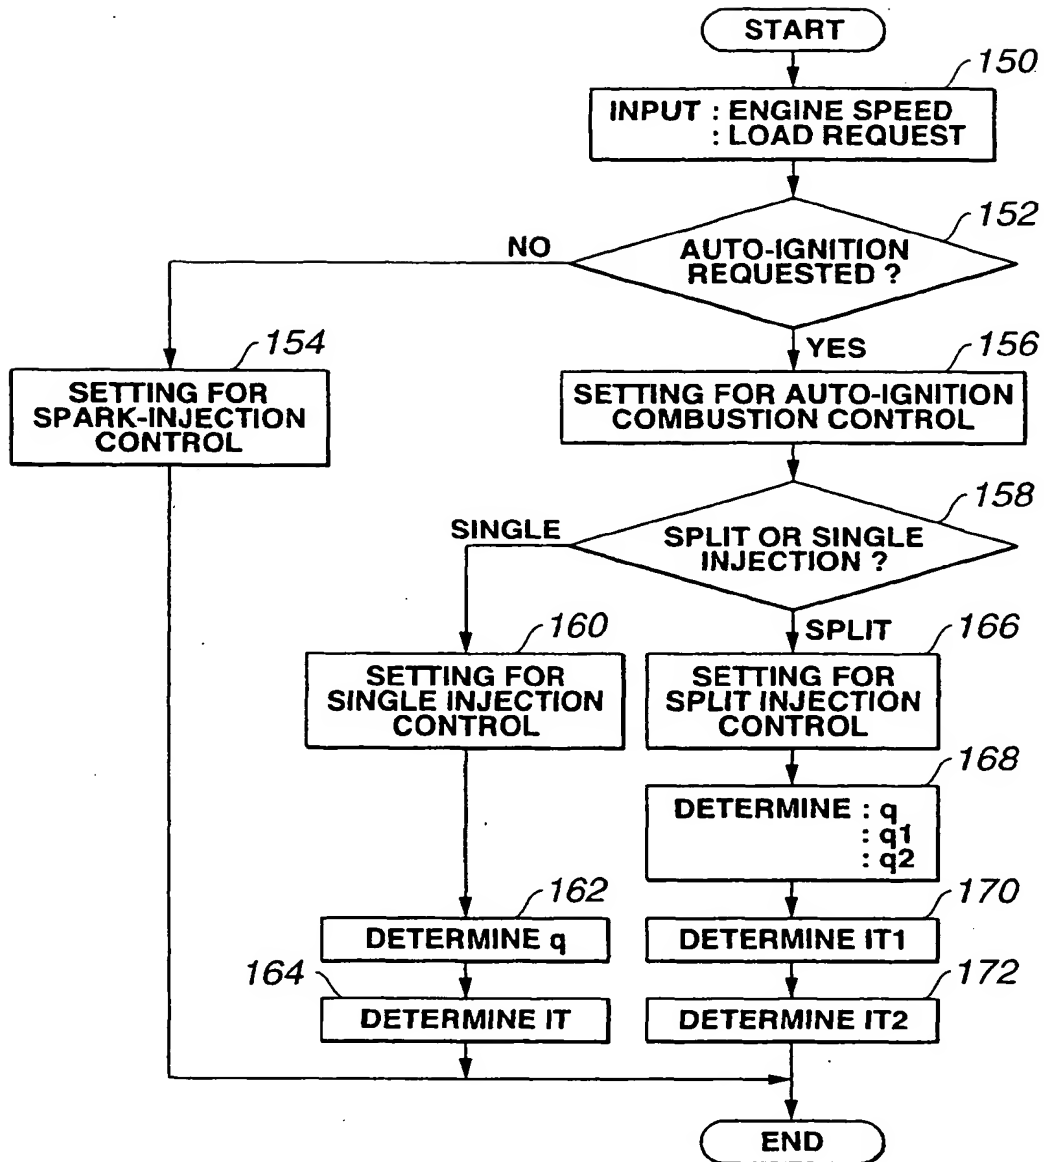 START
150
INPUT : ENGINE SPEED
: LOAD REQUEST
152
AUTO-IGNITION
REQUESTED ?
NO
YES
154
SETTING FOR
SPARK-INJECTION
CONTROL
156
SETTING FOR AUTO-IGNITION
COMBUSTION CONTROL
158
SPLIT OR SINGLE
INJECTION ?
SINGLE
SPLIT
160
SETTING FOR
SINGLE INJECTION
CONTROL
166
SETTING FOR
SPLIT INJECTION
CONTROL
168
DETERMINE : q
: q1
: q2
162
DETERMINE q
170
DETERMINE IT1
164
DETERMINE IT
172
DETERMINE IT2
END